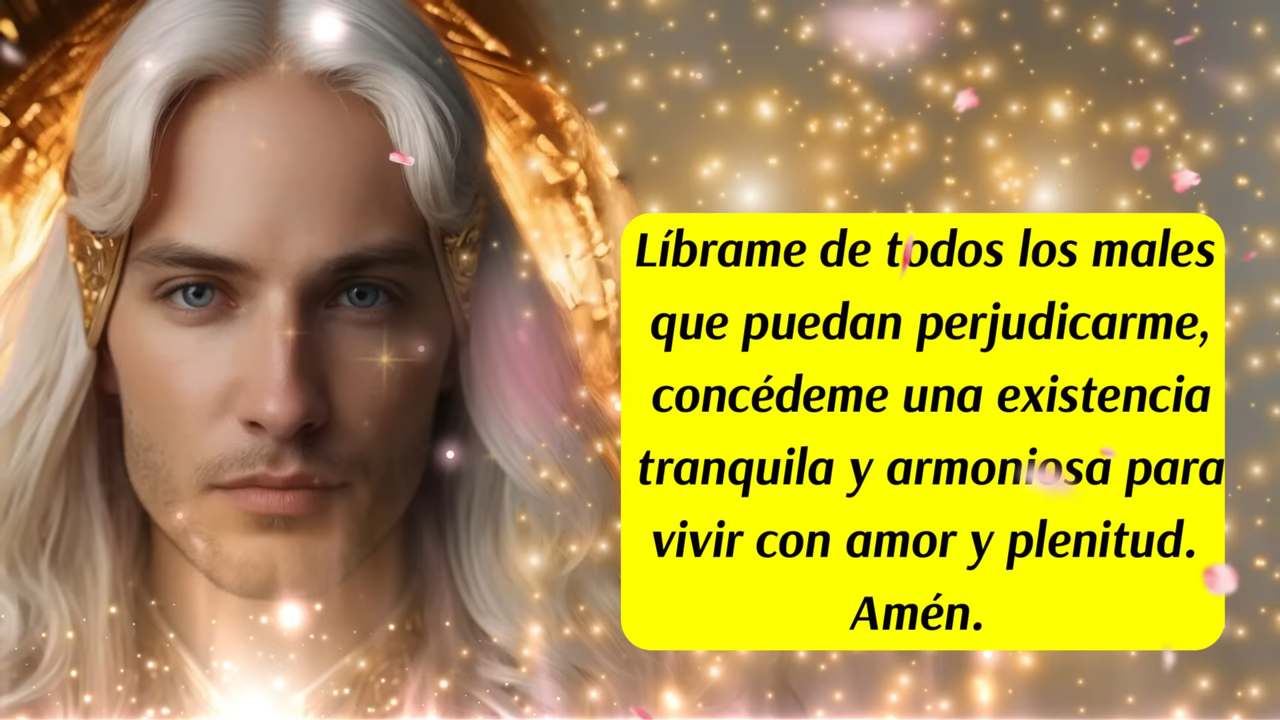 Líbrame de todos los males
que puedan perjudicarme,
concédeme una existencia
tranquila y armoniosa para
vivir con amor y plenitud.
Amén.